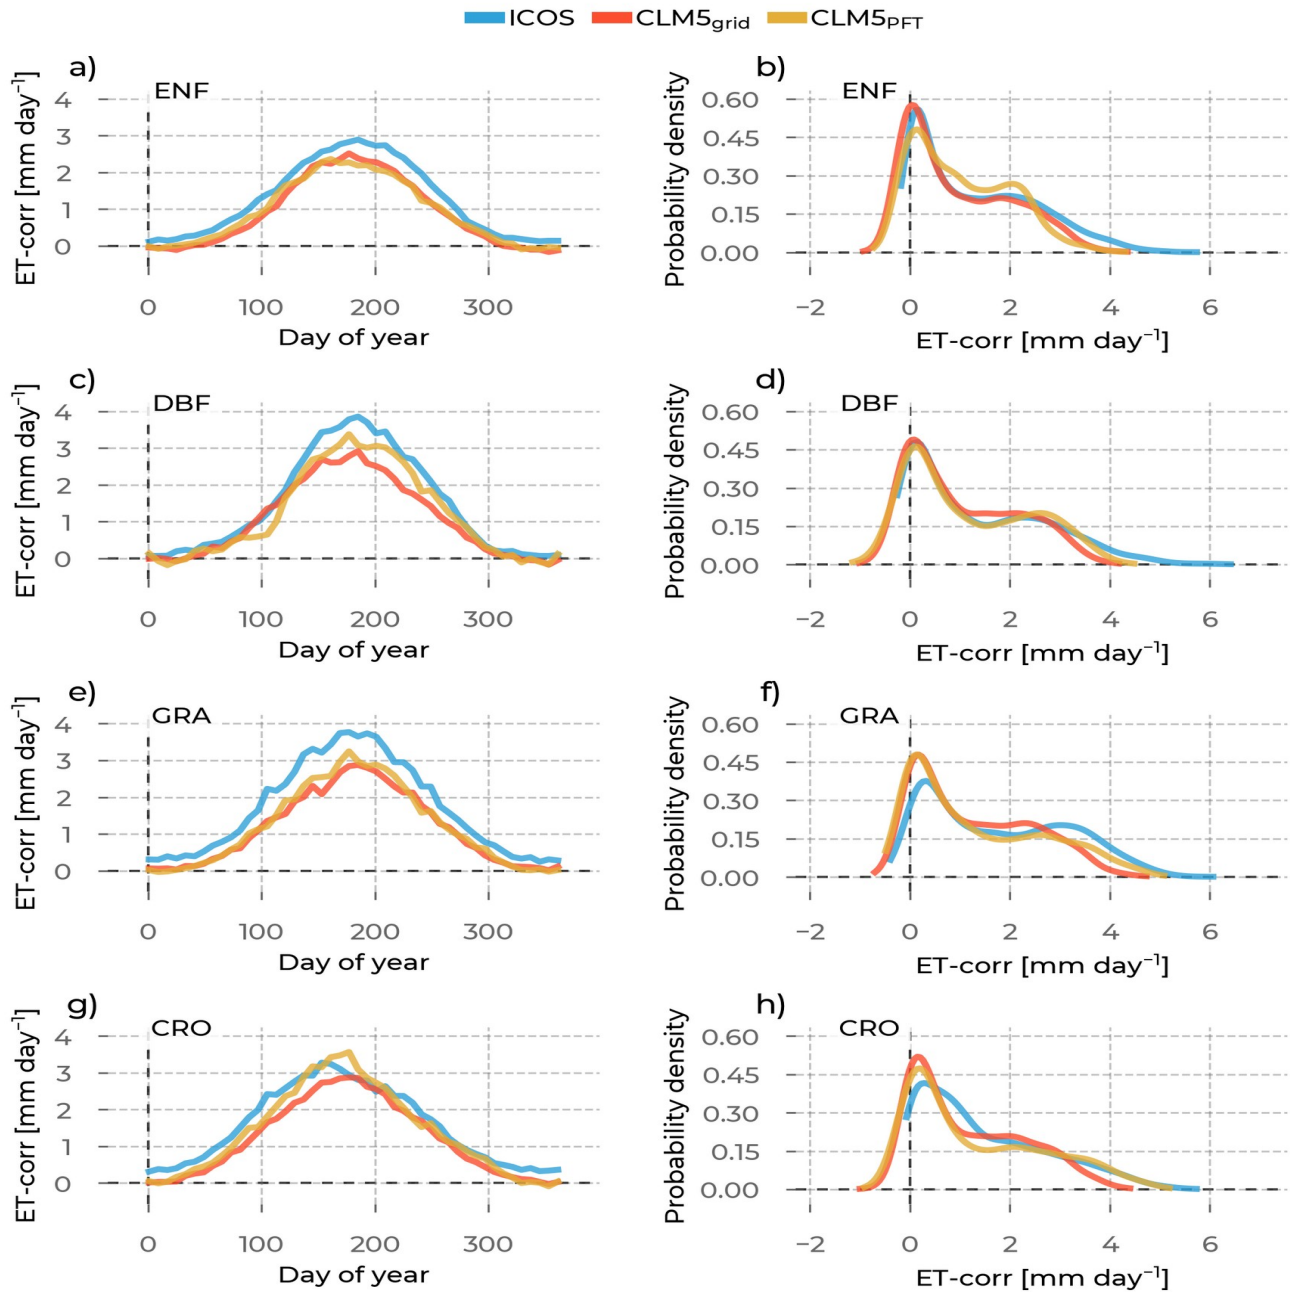 ICOS CLM5grid CLM5PFT
a)
ENF
ET-corr [mm day⁻¹]
4
3
2
1
0
0 100 200 300
Day of year
b)
ENF
Probability density
0.60
0.45
0.30
0.15
0.00
−2 0 2 4 6
ET-corr [mm day⁻¹]
c)
DBF
ET-corr [mm day⁻¹]
4
3
2
1
0
0 100 200 300
Day of year
d)
DBF
Probability density
0.60
0.45
0.30
0.15
0.00
−2 0 2 4 6
ET-corr [mm day⁻¹]
e)
GRA
ET-corr [mm day⁻¹]
4
3
2
1
0
0 100 200 300
Day of year
f)
GRA
Probability density
0.60
0.45
0.30
0.15
0.00
−2 0 2 4 6
ET-corr [mm day⁻¹]
g)
CRO
ET-corr [mm day⁻¹]
4
3
2
1
0
0 100 200 300
Day of year
h)
CRO
Probability density
0.60
0.45
0.30
0.15
0.00
−2 0 2 4 6
ET-corr [mm day⁻¹]